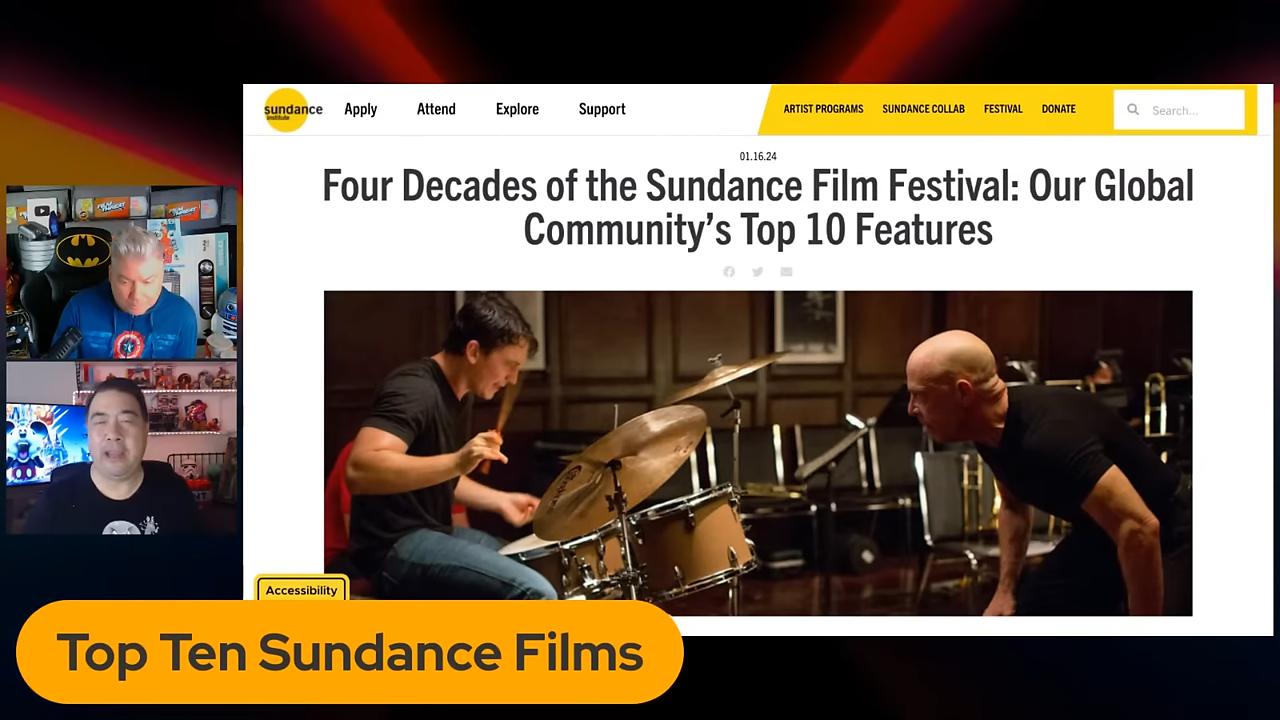 sundance
institute
Apply
Attend
Explore
Support
ARTIST PROGRAMS
SUNDANCE COLLAB
FESTIVAL
DONATE
Search...
01.16.24
Four Decades of the Sundance Film Festival: Our Global
Community’s Top 10 Features
Accessibility
Top Ten Sundance Films